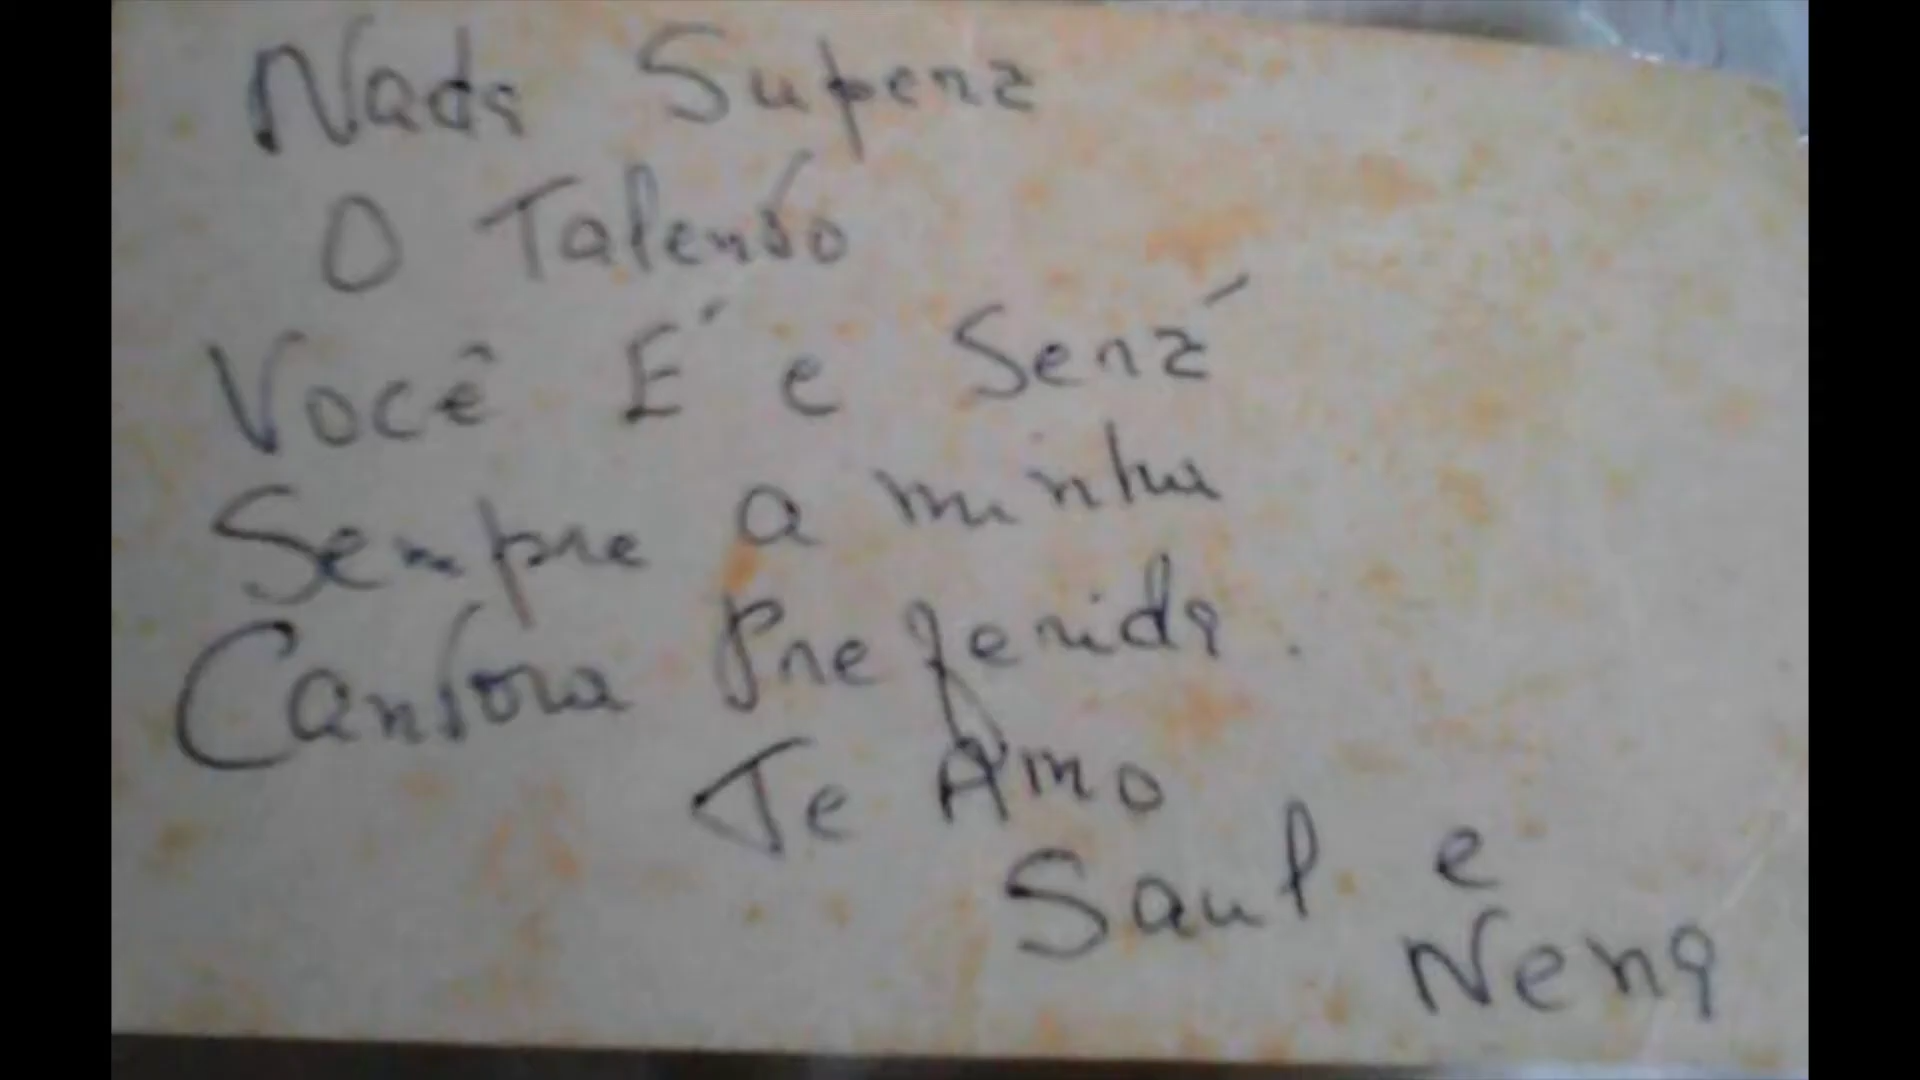 Nada Supera
O Talento
Você É e Será
Sempre a minha
Cantora Preferida.
Te Amo
Saul e
Nena